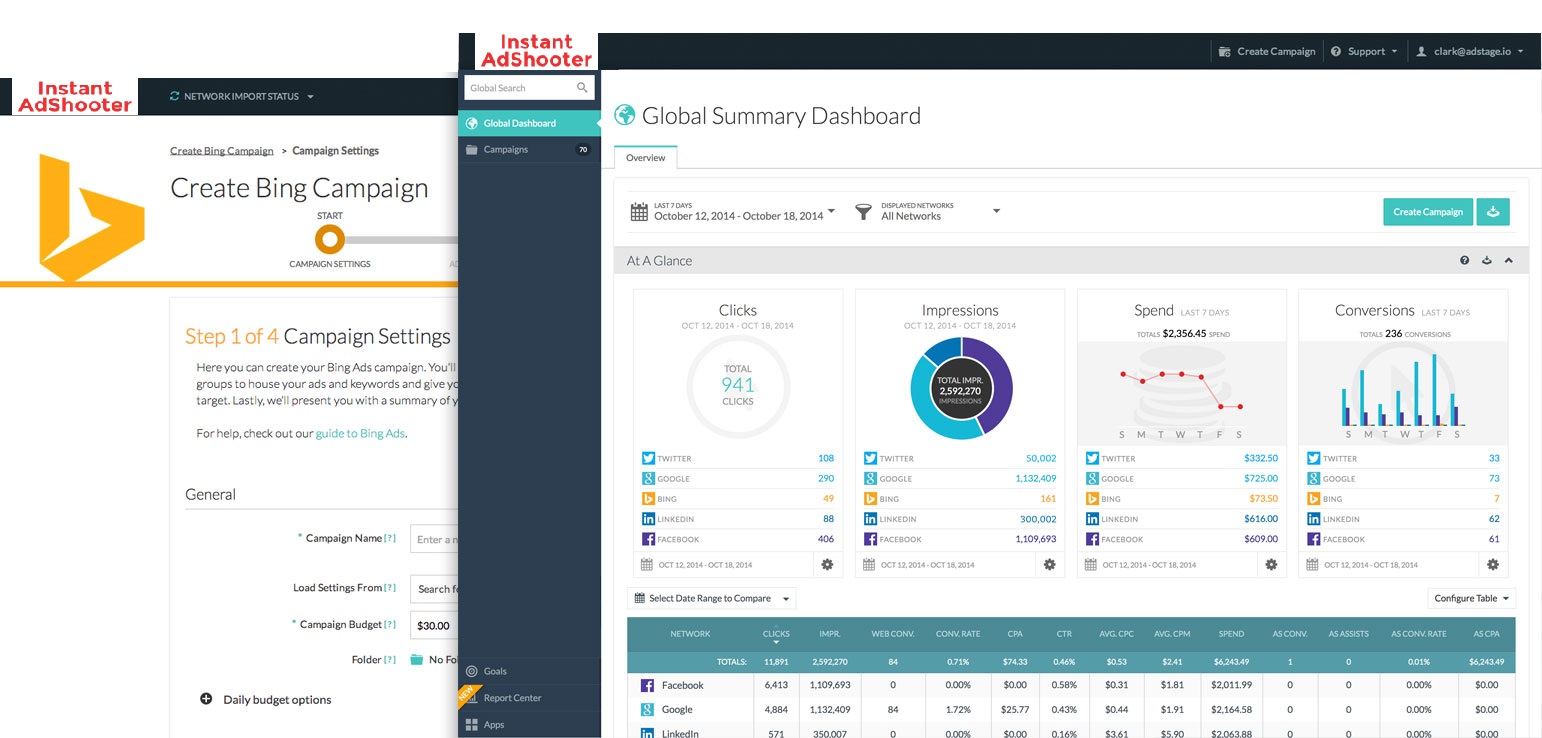 Instant
AdShooter
NETWORK IMPORT STATUS
Create Bing Campaign > Campaign Settings
Create Bing Campaign
START
CAMPAIGN SETTINGS
Step 1 of 4 Campaign Settings
Here you can create your Bing Ads campaign. You'll
groups to house your ads and keywords and give yo
target. Lastly, we'll present you with a summary of y
For help, check out our guide to Bing Ads.
General
* Campaign Name [?] Enter a n
Load Settings From [?] Search fo
* Campaign Budget [?] $30.00
Folder [?] No Fol
Daily budget options
Instant
AdShooter
Create Campaign Support clark@adstage.io
Global Search
Global Dashboard
Campaigns 70
Goals
NEW Report Center
Apps
Global Summary Dashboard
Overview
LAST 7 DAYS
October 12, 2014 - October 18, 2014
DISPLAYED NETWORKS
All Networks
Create Campaign
At A Glance
Clicks
OCT 12, 2014 - OCT 18, 2014
TOTAL
941
CLICKS
TWITTER 108
GOOGLE 290
BING 49
LINKEDIN 88
FACEBOOK 406
OCT 12, 2014 - OCT 18, 2014
Impressions
OCT 12, 2014 - OCT 18, 2014
TOTAL IMPR.
2,592,270
IMPRESSIONS
TWITTER 50,002
GOOGLE 1,132,409
BING 161
LINKEDIN 300,002
FACEBOOK 1,109,693
OCT 12, 2014 - OCT 18, 2014
Spend LAST 7 DAYS
TOTALS $2,356.45 SPEND
S M T W T F S
TWITTER $332.50
GOOGLE $725.00
BING $73.50
LINKEDIN $616.00
FACEBOOK $609.00
OCT 12, 2014 - OCT 18, 2014
Conversions LAST 7 DAYS
TOTALS 236 CONVERSIONS
S M T W T F S
TWITTER 33
GOOGLE 73
BING 7
LINKEDIN 62
FACEBOOK 61
OCT 12, 2014 - OCT 18, 2014
Select Date Range to Compare
Configure Table
NETWORK CLICKS IMPR. WEB CONV. CONV. RATE CPA CTR AVG. CPC AVG. CPM SPEND AS CONV. AS ASSISTS AS CONV. RATE AS CPA
TOTALS: 11,891 2,592,270 84 0.71% $74.33 0.46% $0.53 $2.41 $6,243.49 1 0 0.01% $6,243.49
Facebook 6,413 1,109,693 0 0.00% $0.00 0.58% $0.31 $1.81 $2,011.99 0 0 0.00% $0.00
Google 4,884 1,132,409 84 1.72% $25.77 0.43% $0.44 $1.91 $2,164.58 0 0 0.00% $0.00
LinkedIn 571 350,007 0 0.00% $0.00 0.16% $3.61 $5.90 $2,063.88 0 0 0.00% $0.00